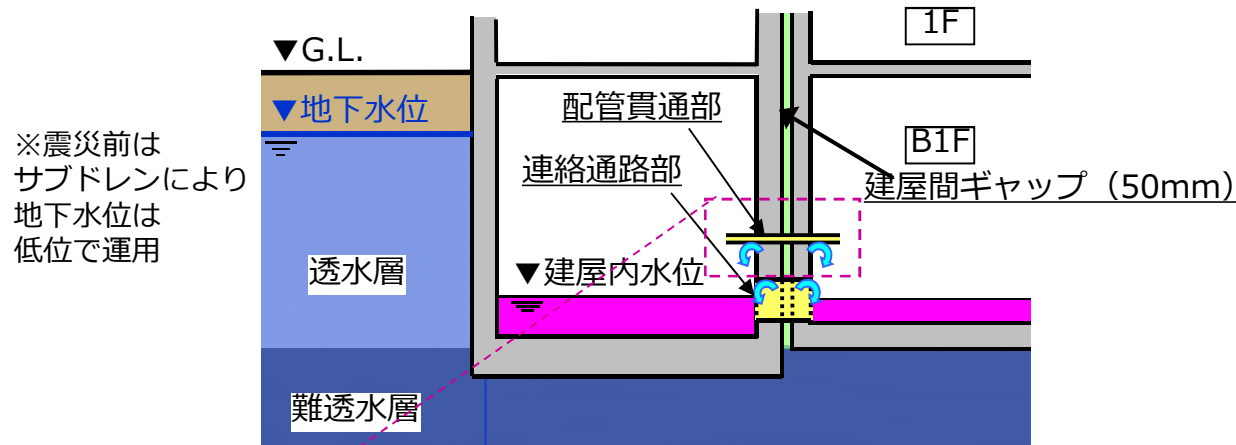 1F
▼G.L.
▼地下水位
配管貫通部
B1F
※震災前は
サブドレンにより
地下水位は
低位で運用
連絡通路部
建屋間ギャップ（50mm）
透水層
▼建屋内水位
難透水層